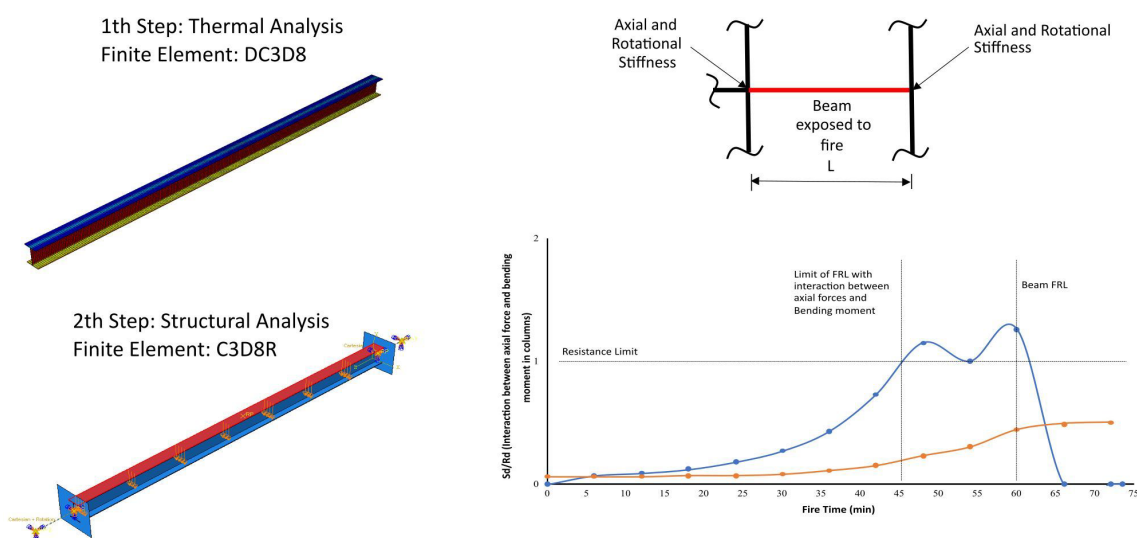 1th Step: Thermal Analysis
Finite Element: DC3D8
2th Step: Structural Analysis
Finite Element: C3D8R
Cartesian + Rotation
Axial and
Rotational
Stiffness
Axial and Rotational
Stiffness
Beam
exposed to
fire
L
Sd/Rd (Interaction between axial force and bending
moment in columns)
2
1
0
Limit of FRL with
interaction between
axial forces and
Bending moment
Beam FRL
Resistance Limit
0 5 10 15 20 25 30 35 40 45 50 55 60 65 70 75
Fire Time (min)